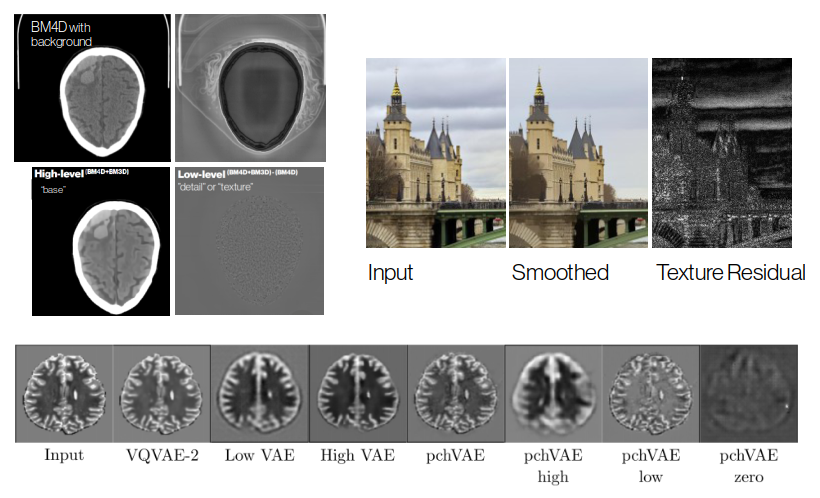 BM4D with
background
High-level (BM4D+BM3D)
"base"
Low-level (BM4D+BM3D) - (BM4D)
"detail" or "texture"
Input
Smoothed
Texture Residual
Input
VQVAE-2
Low VAE
High VAE
pchVAE
pchVAE
high
pchVAE
low
pchVAE
zero